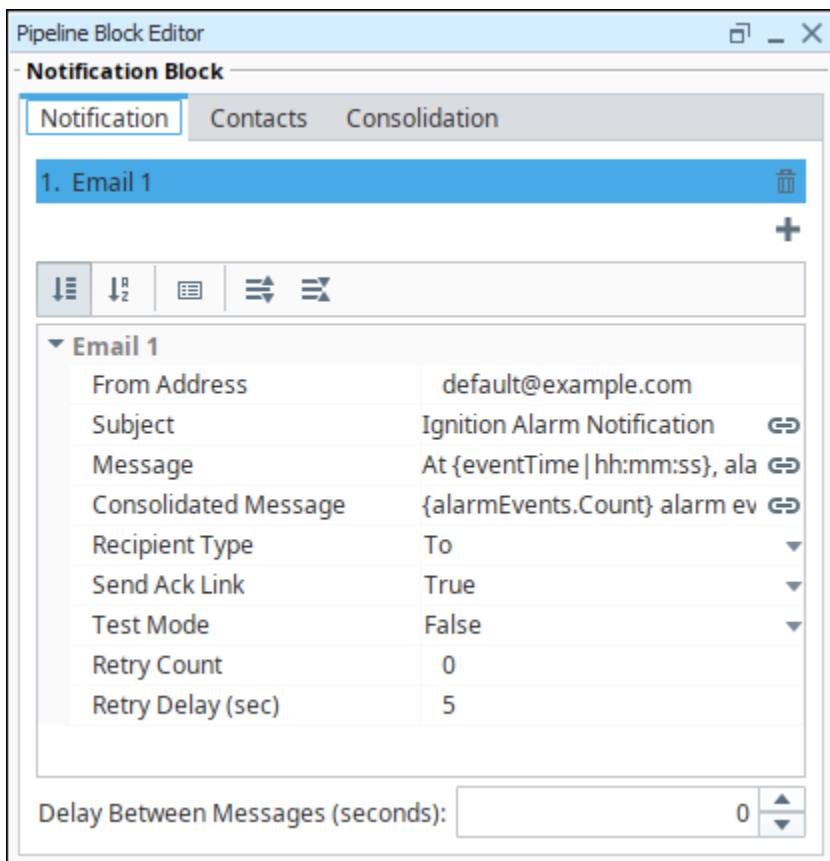 Pipeline Block Editor
Notification Block
Notification Contacts Consolidation
1. Email 1
Email 1
From Address default@example.com
Subject Ignition Alarm Notification
Message At {eventTime|hh:mm:ss}, ala
Consolidated Message {alarmEvents.Count} alarm ev
Recipient Type To
Send Ack Link True
Test Mode False
Retry Count 0
Retry Delay (sec) 5
Delay Between Messages (seconds): 0